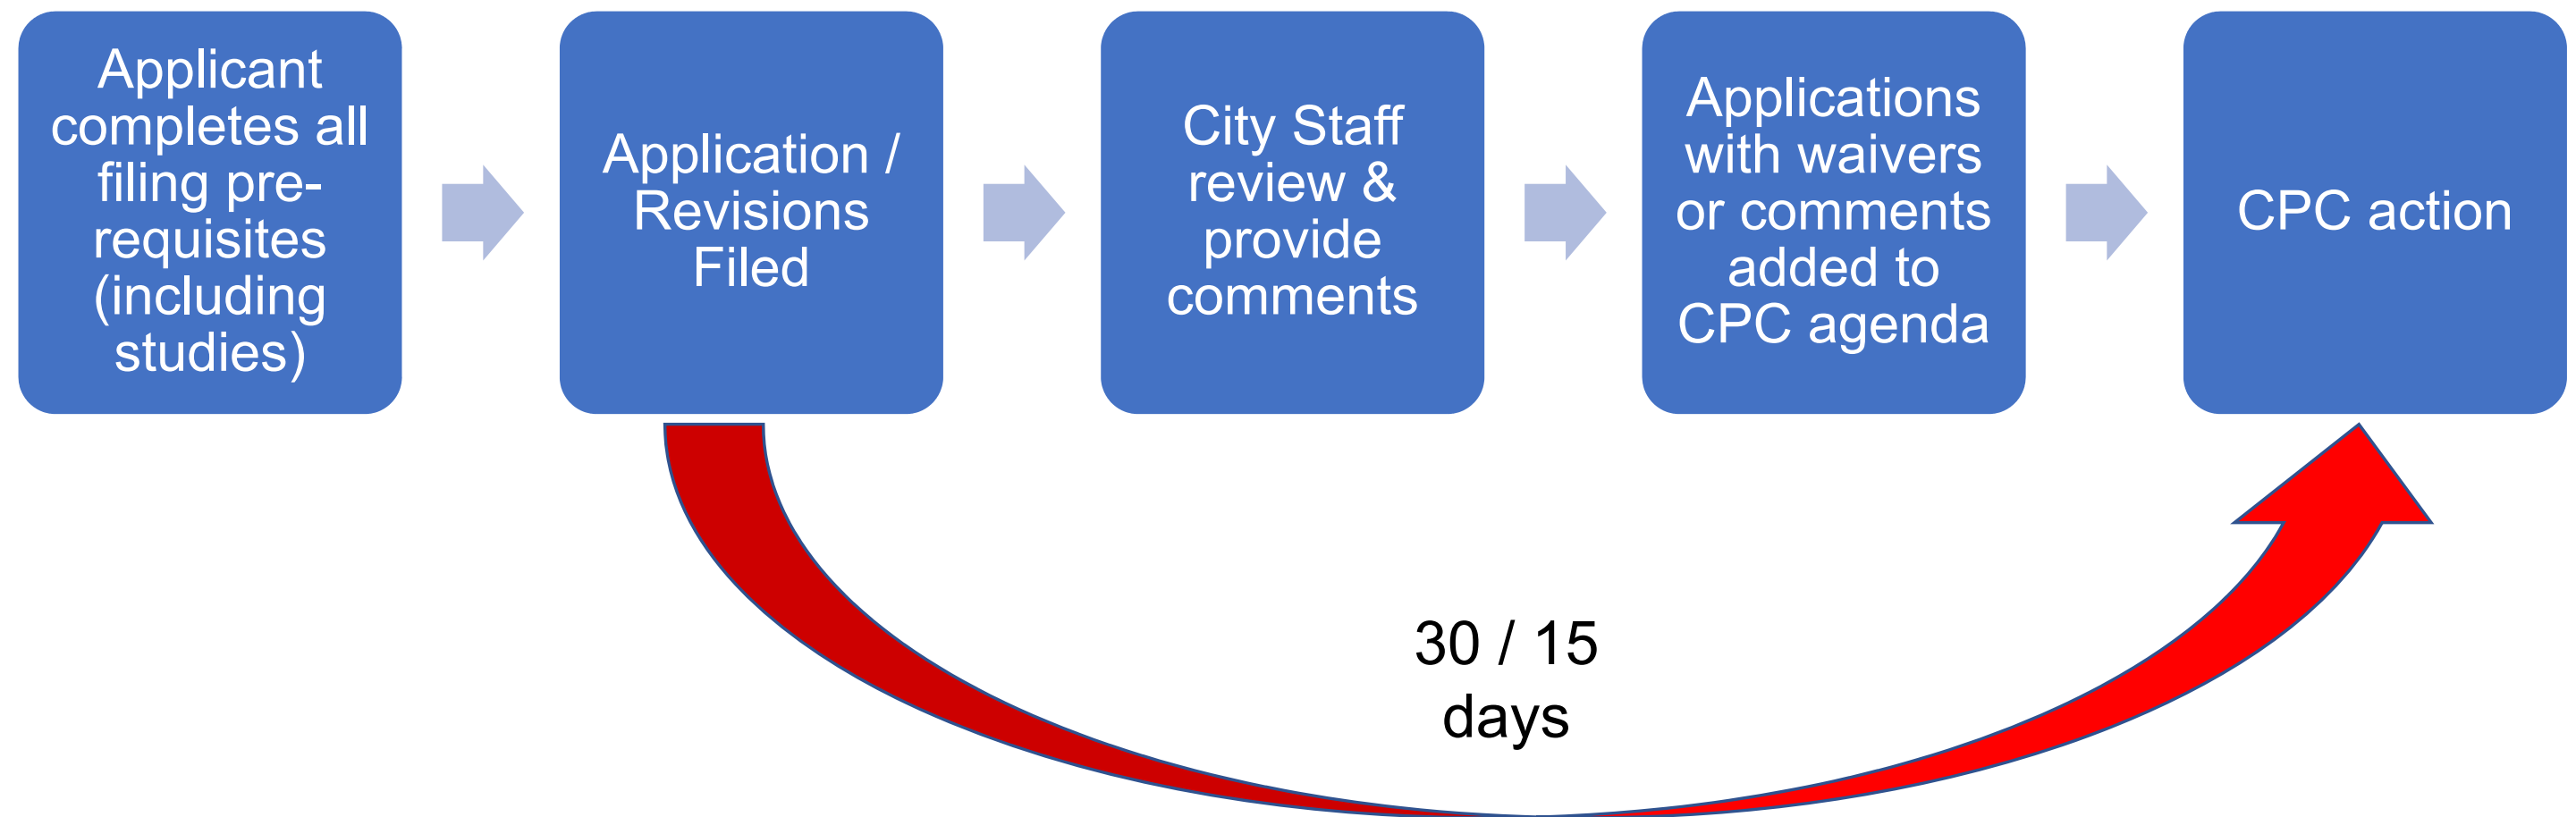 Applicant
completes all
filing pre-
requisites
(including
studies)
Application /
Revisions
Filed
City Staff
review &
provide
comments
Applications
with waivers
or comments
added to
CPC agenda
CPC action
30 / 15
days